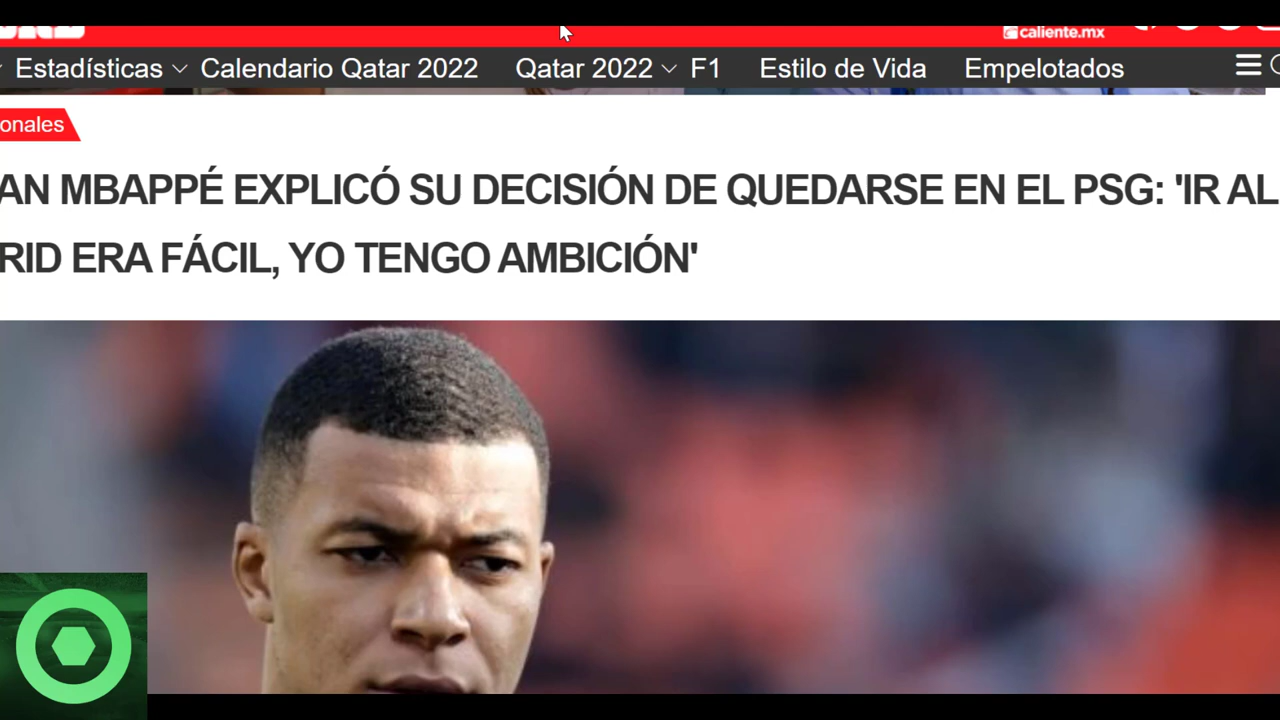 caliente.mx
Estadísticas Calendario Qatar 2022 Qatar 2022 F1 Estilo de Vida Empelotados
onales
AN MBAPPÉ EXPLICÓ SU DECISIÓN DE QUEDARSE EN EL PSG: 'IR AL
RID ERA FÁCIL, YO TENGO AMBICIÓN'